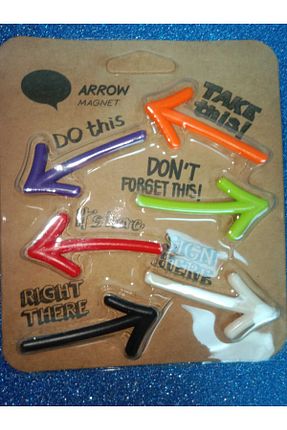 ARROW
MAGNET
TAKE
this!
DO this
DON'T
FORGET THIS!
RIGHT
THERE